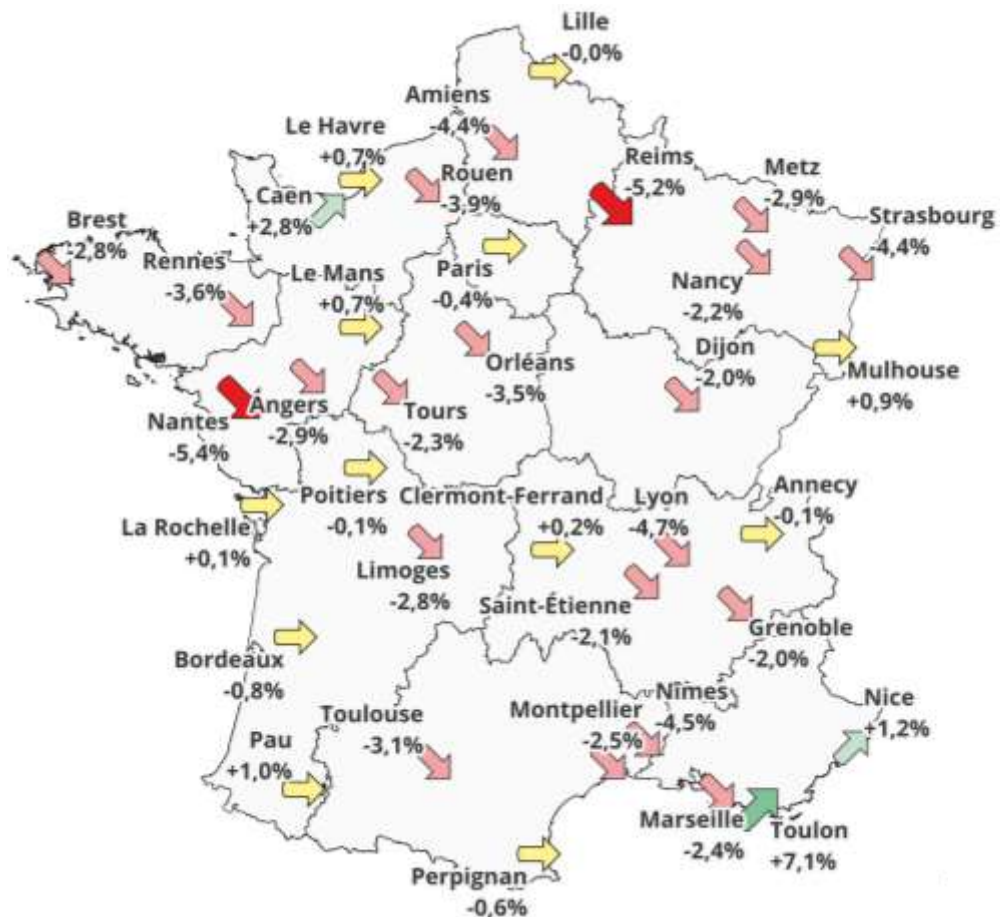 Lille
-0,0%
Amiens
-4,4%
Le Havre
+0,7%
Rouen
-3,9%
Reims
-5,2%
Metz
-2,9%
Caen
+2,8%
Strasbourg
-4,4%
Brest
-2,8%
Rennes
-3,6%
Le Mans
+0,7%
Paris
-0,4%
Nancy
-2,2%
Orléans
-3,5%
Dijon
-2,0%
Mulhouse
+0,9%
Nantes
-5,4%
Angers
-2,9%
Tours
-2,3%
Poitiers
-0,1%
Clermont-Ferrand
+0,2%
Lyon
-4,7%
Annecy
-0,1%
La Rochelle
+0,1%
Limoges
-2,8%
Saint-Étienne
-2,1%
Grenoble
-2,0%
Bordeaux
-0,8%
Toulouse
-3,1%
Montpellier
-2,5%
Nîmes
-4,5%
Nice
+1,2%
Pau
+1,0%
Marseille
-2,4%
Toulon
+7,1%
Perpignan
-0,6%